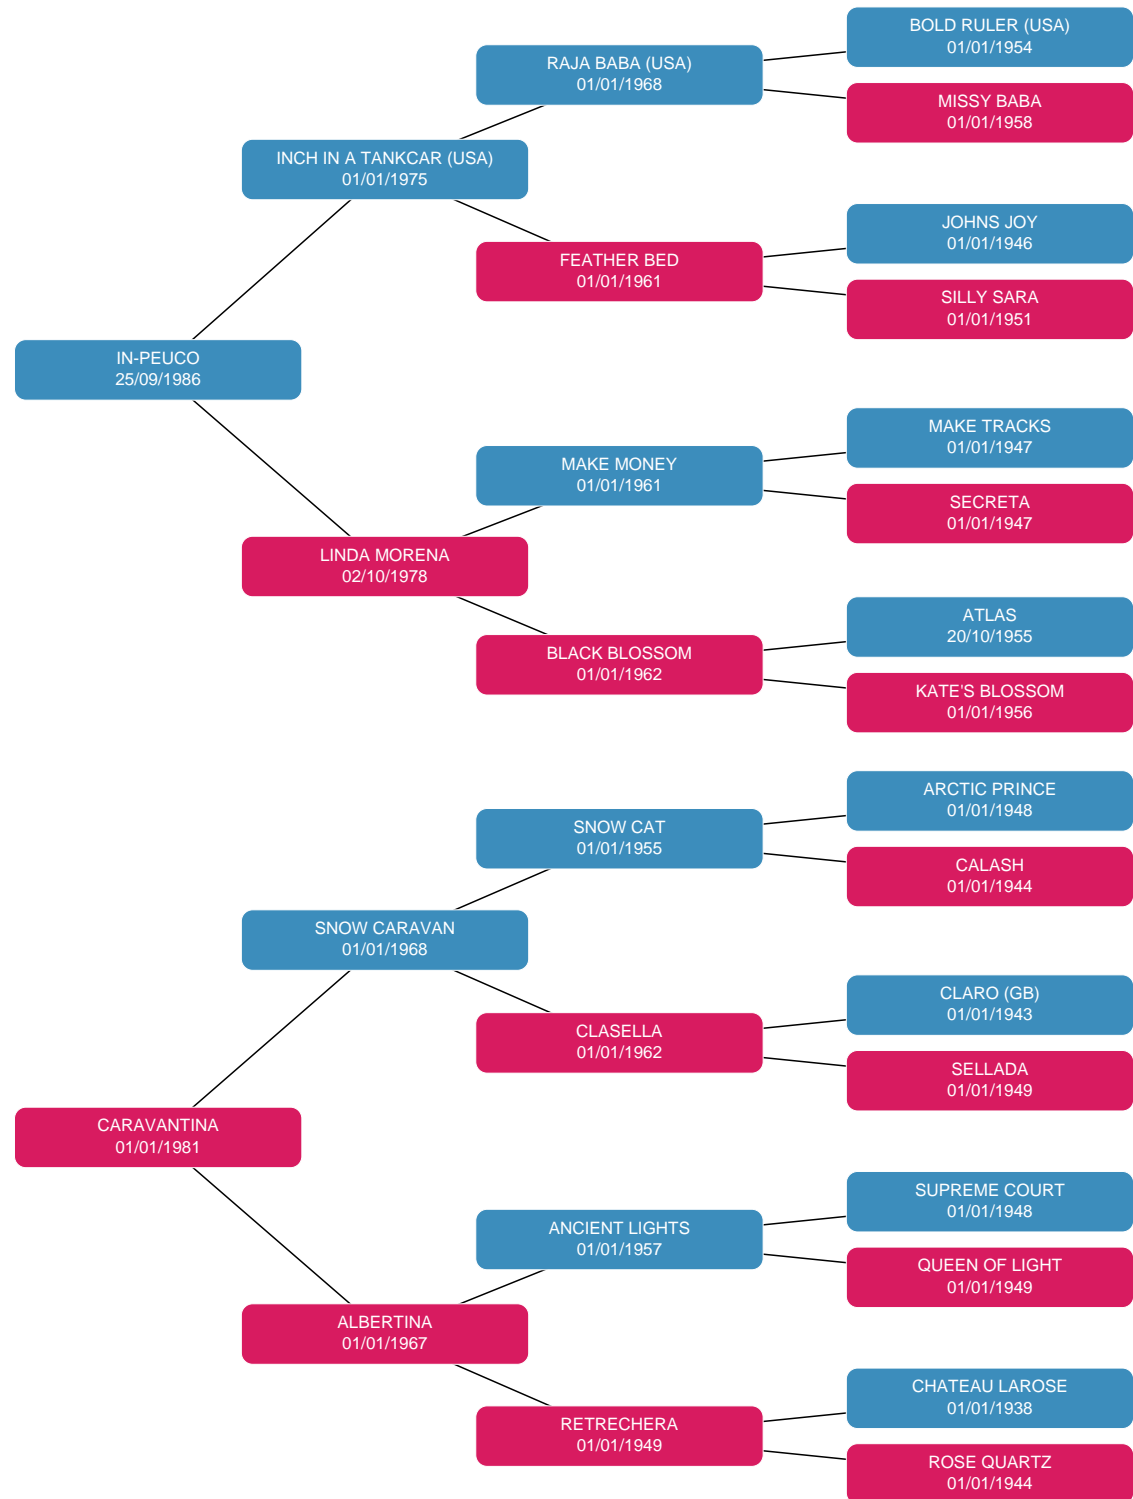 BOLD RULER (USA)
01/01/1954
RAJA BABA (USA)
01/01/1968
MISSY BABA
01/01/1958
INCH IN A TANKCAR (USA)
01/01/1975
JOHNS JOY
01/01/1946
FEATHER BED
01/01/1961
SILLY SARA
01/01/1951
IN-PEUCO
25/09/1986
MAKE TRACKS
01/01/1947
MAKE MONEY
01/01/1961
SECRETA
01/01/1947
LINDA MORENA
02/10/1978
ATLAS
20/10/1955
BLACK BLOSSOM
01/01/1962
KATE'S BLOSSOM
01/01/1956
ARCTIC PRINCE
01/01/1948
SNOW CAT
01/01/1955
CALASH
01/01/1944
SNOW CARAVAN
01/01/1968
CLARO (GB)
01/01/1943
CLASELLA
01/01/1962
SELLADA
01/01/1949
CARAVANTINA
01/01/1981
SUPREME COURT
01/01/1948
ANCIENT LIGHTS
01/01/1957
QUEEN OF LIGHT
01/01/1949
ALBERTINA
01/01/1967
CHATEAU LAROSE
01/01/1938
RETRECHERA
01/01/1949
ROSE QUARTZ
01/01/1944